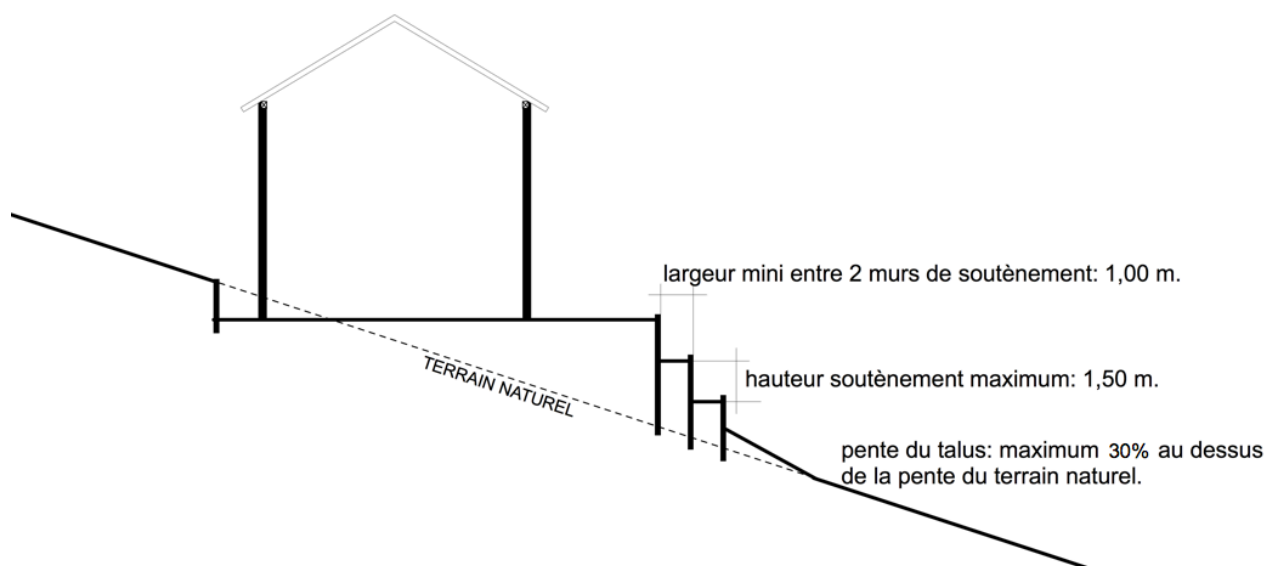 largeur mini entre 2 murs de soutènement: 1,00 m.
TERRAIN NATUREL
hauteur soutènement maximum: 1,50 m.
pente du talus: maximum 30% au dessus
de la pente du terrain naturel.